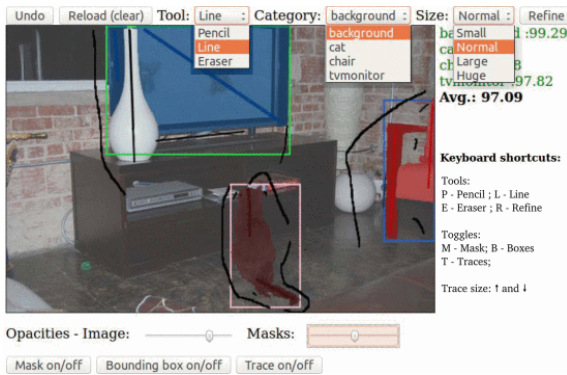 Undo Reload (clear) Tool: Line Category: background Size: Normal Refine
Pencil
Line
Eraser
background
cat
chair
tvmonitor
Small
Normal
Large
Huge
:99.29
:97.82
Avg.: 97.09
Keyboard shortcuts:
Tools:
P - Pencil ; L - Line
E - Eraser ; R - Refine
Toggles:
M - Mask; B - Boxes
T - Traces;
Trace size: ↑ and ↓
Opacities - Image: Masks:
Mask on/off Bounding box on/off Trace on/off